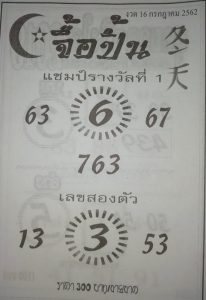 งวด 16 กรกฎาคม 2562
จื้อปิ้น
冬天
แชมป์รางวัลที่ 1
63 6 67
763
เลขสองตัว
13 3 53
ราคา 300 บาทขายขาด